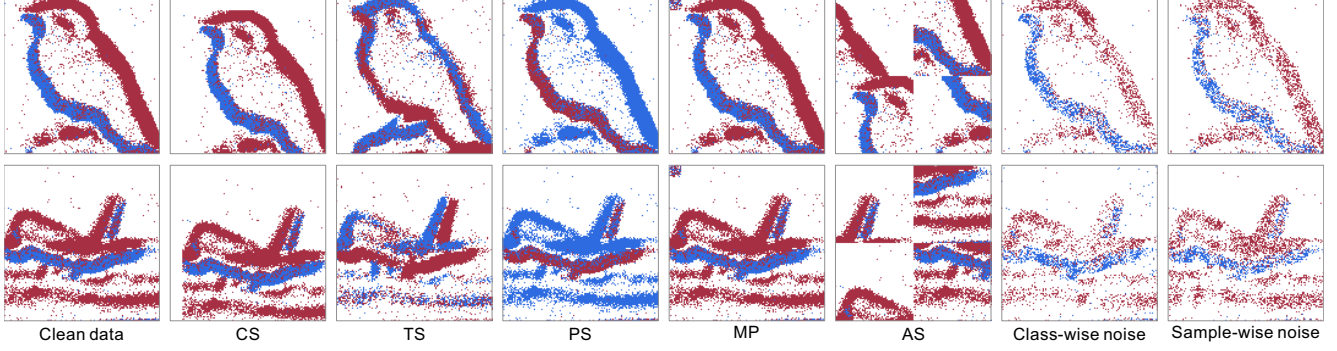 Clean data
CS
TS
PS
MP
AS
Class-wise noise
Sample-wise noise